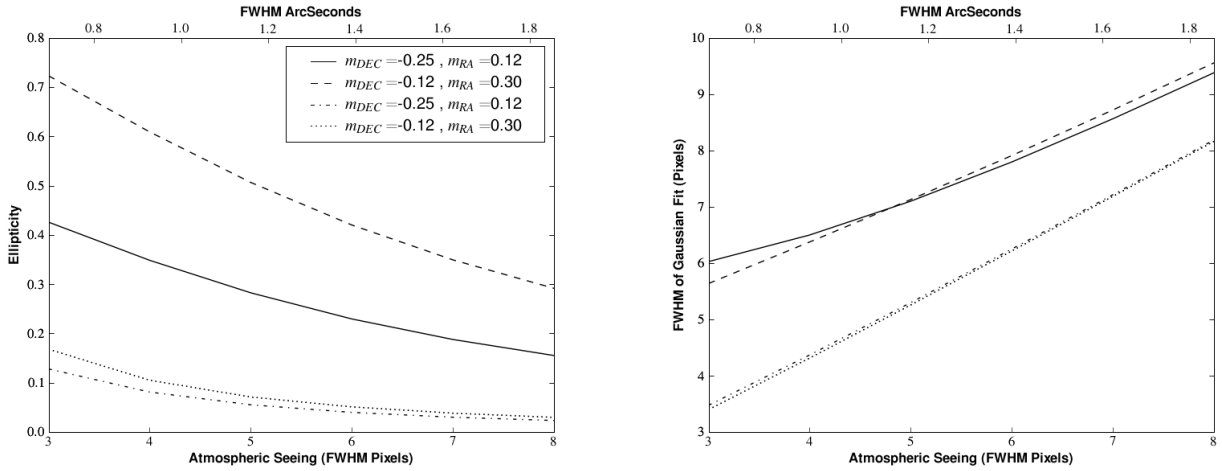 FWHM ArcSeconds
0.8 1.0 1.2 1.4 1.6 1.8
0.8
0.7
0.6
0.5
0.4
0.3
0.2
0.1
0.0
Ellipticity
m_DEC =-0.25 , m_RA =0.12
m_DEC =-0.12 , m_RA =0.30
m_DEC =-0.25 , m_RA =0.12
m_DEC =-0.12 , m_RA =0.30
3 4 5 6 7 8
Atmospheric Seeing (FWHM Pixels)
FWHM ArcSeconds
0.8 1.0 1.2 1.4 1.6 1.8
10
9
8
7
6
5
4
3
FWHM of Gaussian Fit (Pixels)
3 4 5 6 7 8
Atmospheric Seeing (FWHM Pixels)